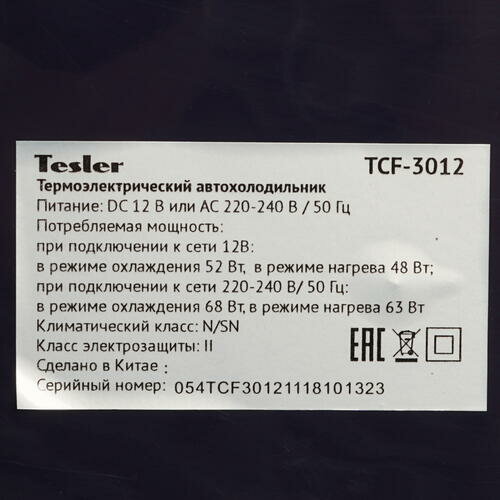 Tesler TCF-3012
Термоэлектрический автохолодильник
Питание: DC 12 В или AC 220-240 В / 50 Гц
Потребляемая мощность:
при подключении к сети 12В:
в режиме охлаждения 52 Вт, в режиме нагрева 48 Вт;
при подключении к сети 220-240 В/ 50 Гц:
в режиме охлаждения 68 Вт, в режиме нагрева 63 Вт
Климатический класс: N/SN
Класс электрозащиты: II
EAC
Сделано в Китае
Серийный номер: 054TCF30121118101323